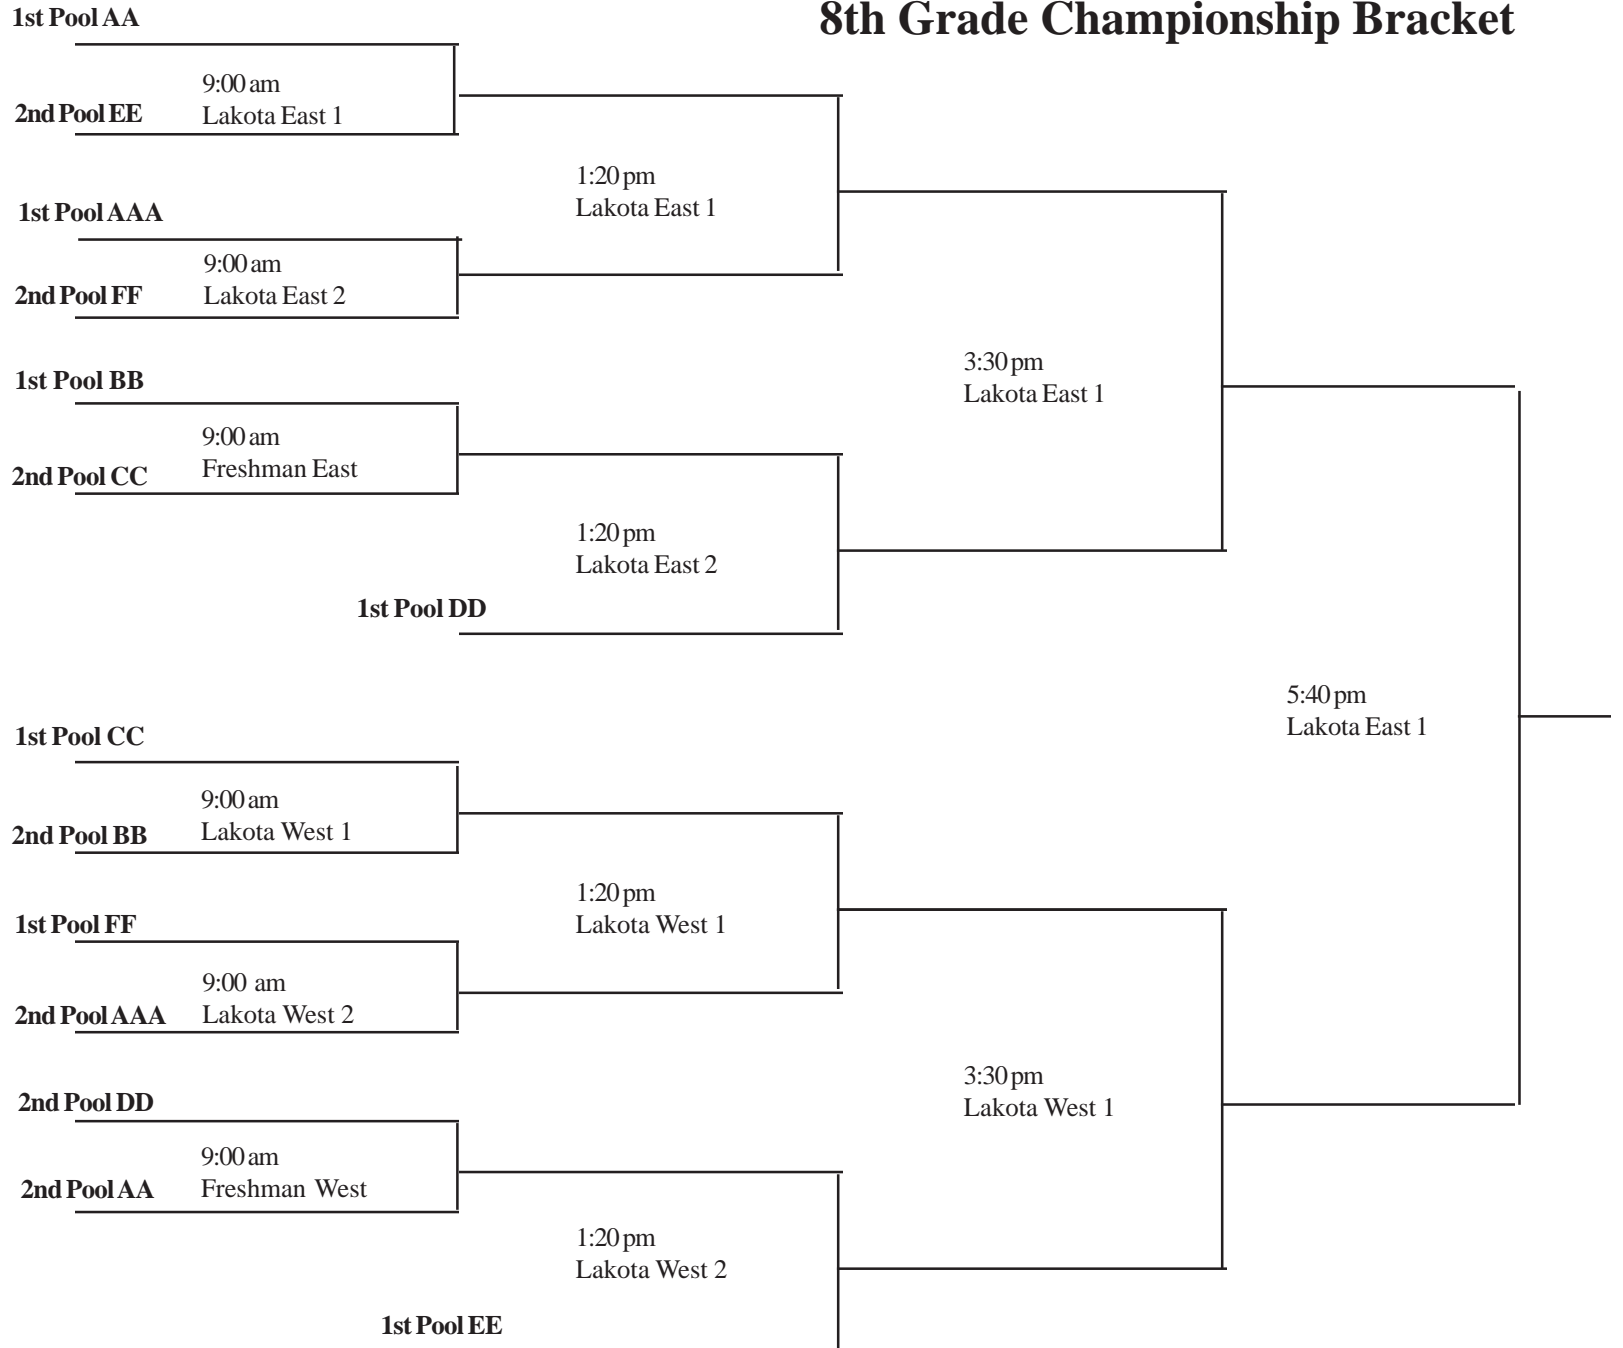 8th Grade Championship Bracket
1st Pool AA
9:00 am
Lakota East 1
2nd Pool EE
1:20 pm
Lakota East 1
1st Pool AAA
9:00 am
Lakota East 2
2nd Pool FF
3:30 pm
Lakota East 1
1st Pool BB
9:00 am
Freshman East
2nd Pool CC
1:20 pm
Lakota East 2
1st Pool DD
5:40 pm
Lakota East 1
1st Pool CC
9:00 am
Lakota West 1
2nd Pool BB
1:20 pm
Lakota West 1
1st Pool FF
9:00 am
Lakota West 2
2nd Pool AAA
3:30 pm
Lakota West 1
2nd Pool DD
9:00 am
Freshman West
2nd Pool AA
1:20 pm
Lakota West 2
1st Pool EE